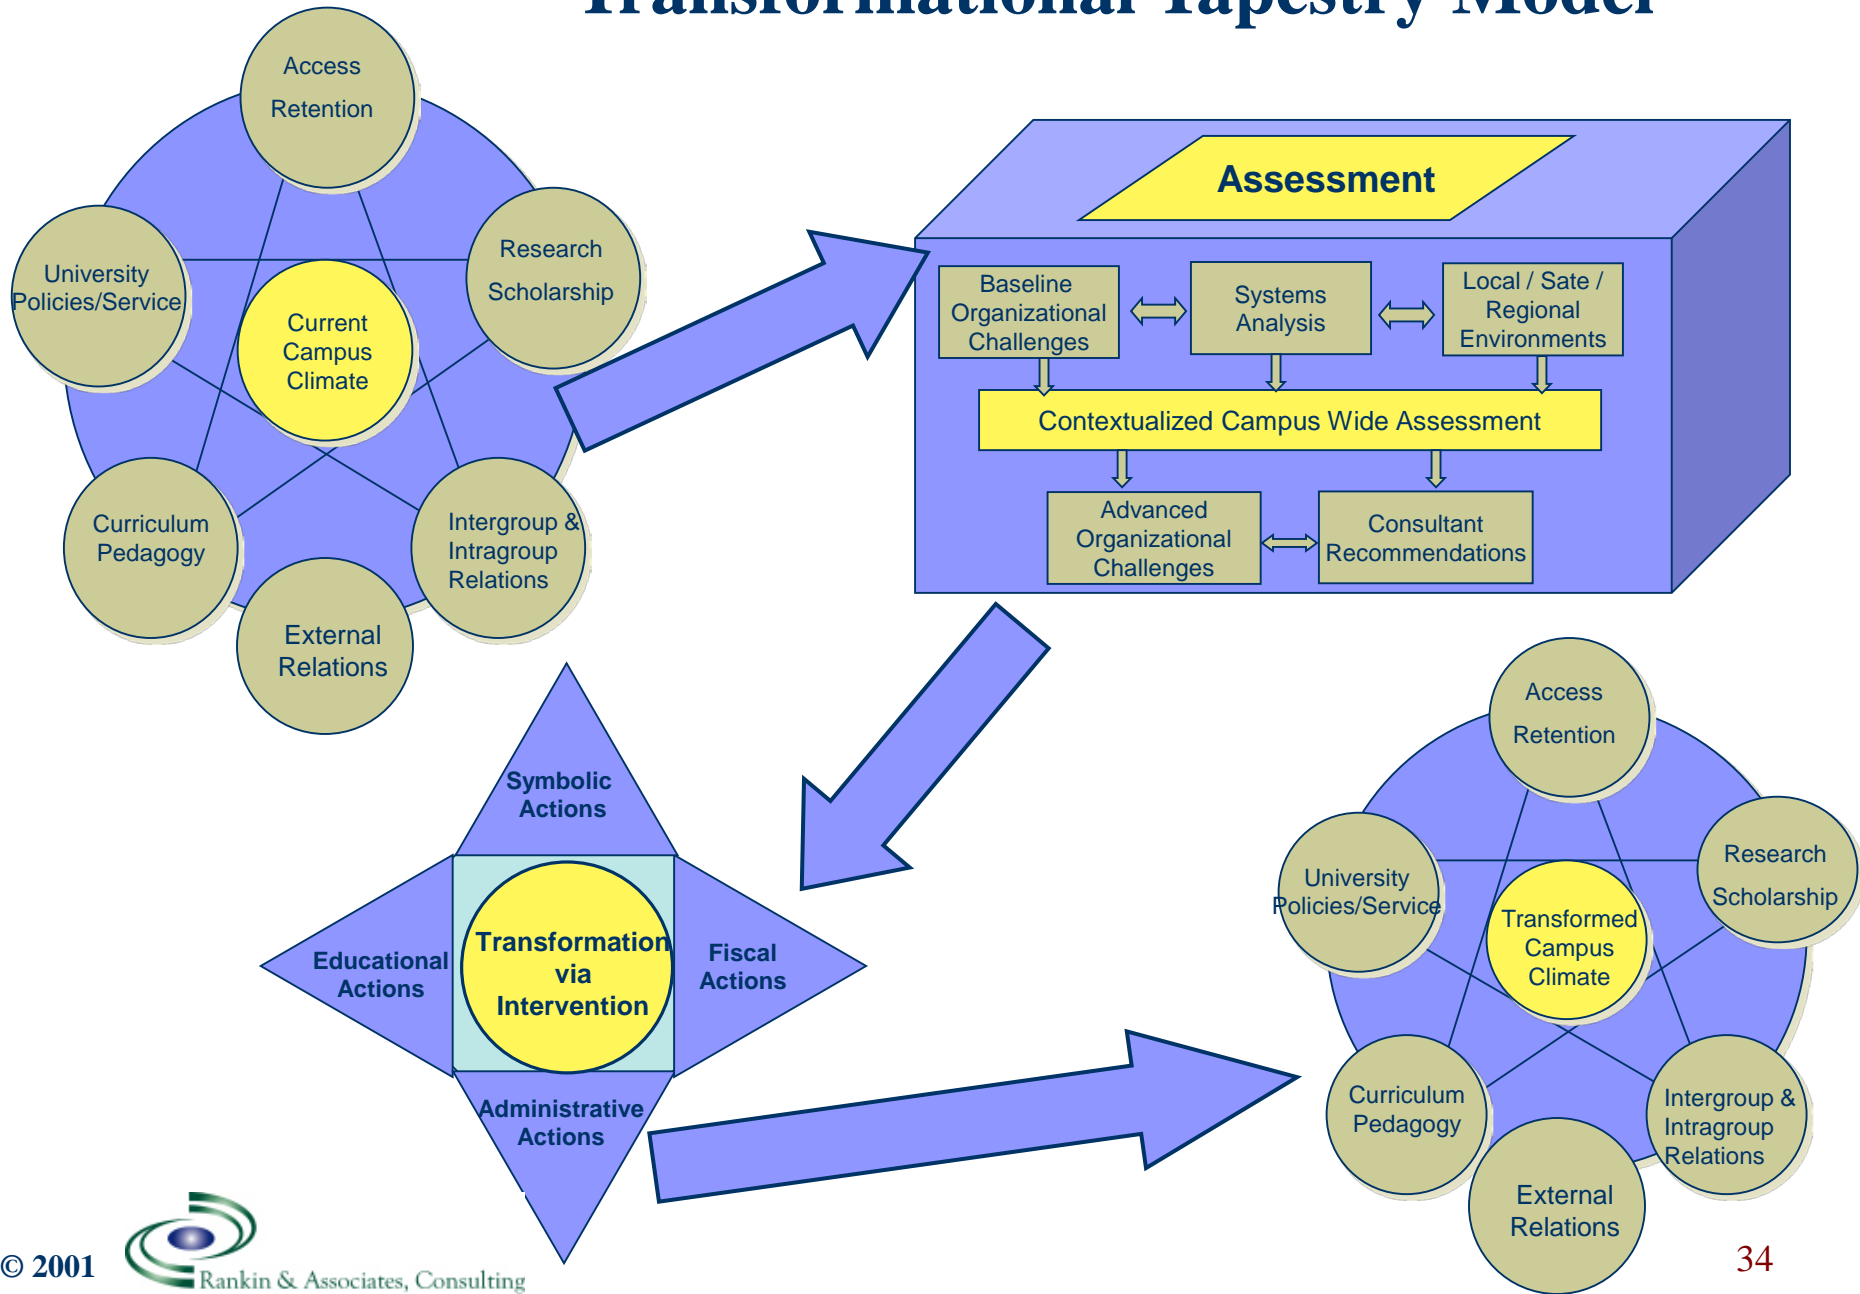 Transformational Tapestry Model
Access
Retention
Research
Scholarship
University
Policies/Service
Current
Campus
Climate
Curriculum
Pedagogy
Intergroup &
Intragroup
Relations
External
Relations
Assessment
Baseline
Organizational
Challenges
Systems
Analysis
Local / Sate /
Regional
Environments
Contextualized Campus Wide Assessment
Advanced
Organizational
Challenges
Consultant
Recommendations
Symbolic
Actions
Educational
Actions
Transformation
via
Intervention
Fiscal
Actions
Administrative
Actions
Access
Retention
Research
Scholarship
University
Policies/Service
Transformed
Campus
Climate
Curriculum
Pedagogy
Intergroup &
Intragroup
Relations
External
Relations
© 2001
Rankin & Associates, Consulting
34